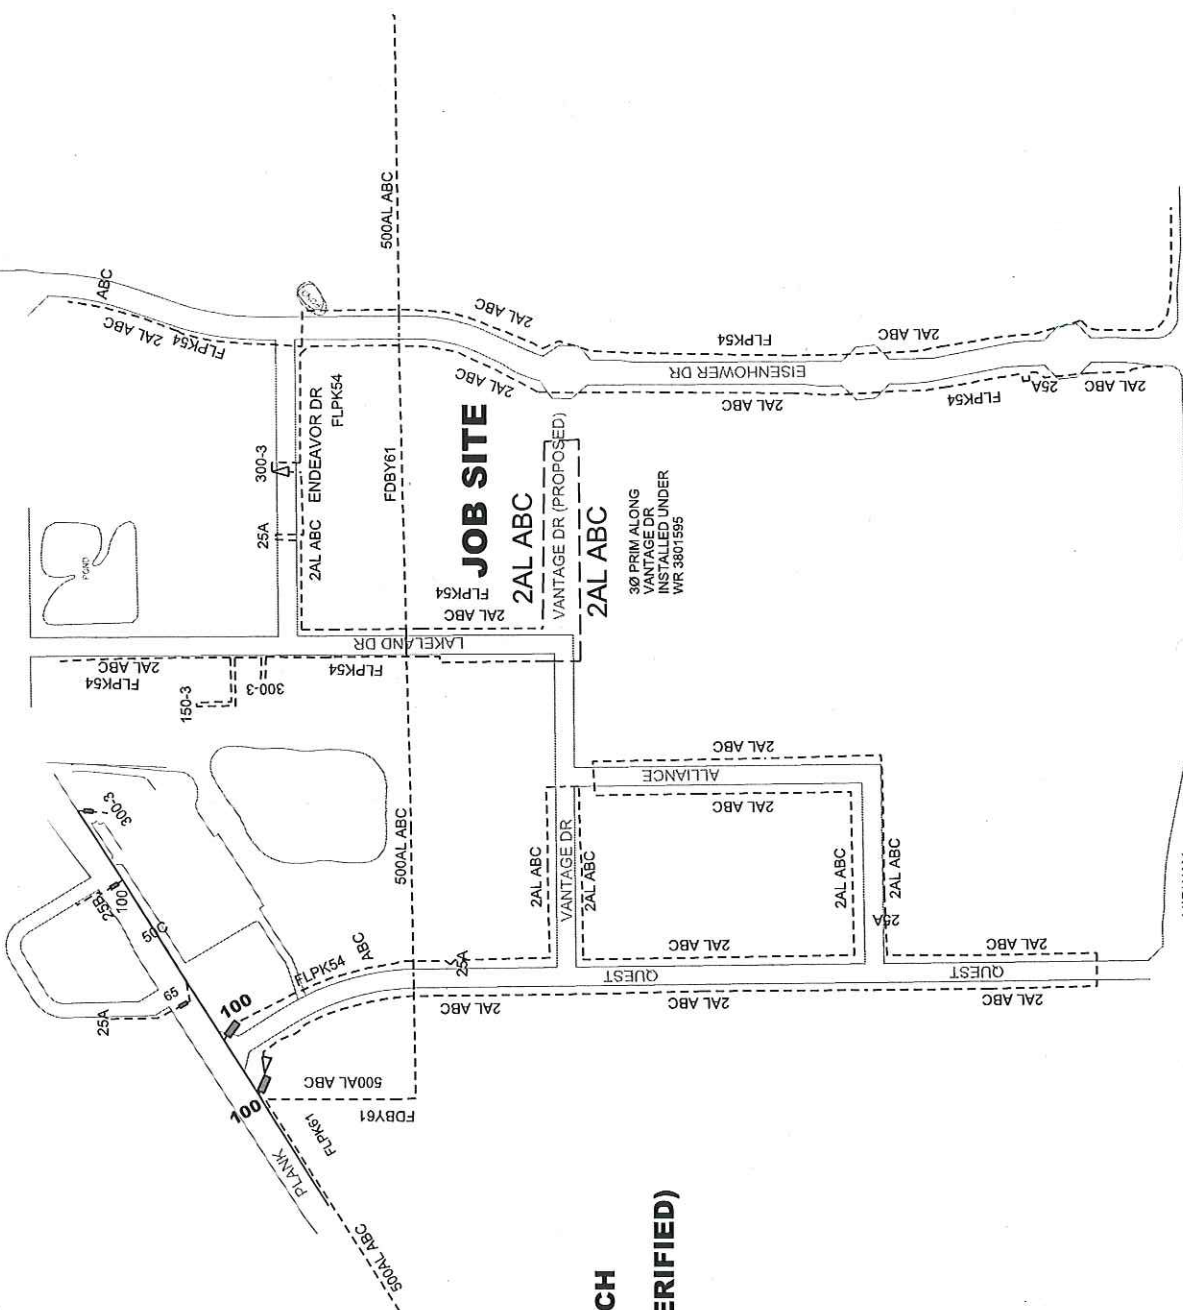 500AL ABC
ABC
2AL ABC
FLPK54
2AL ABC
FLPK54
ENDEAVOR DR
2AL ABC
300-3
25A
POND
FDBY61
2AL ABC
2AL ABC
FLPK54
2AL ABC
EISENHOWER DR
2AL ABC
FLPK54
25A
2AL ABC
JOB SITE
2AL ABC
VANTAGE DR (PROPOSED)
2AL ABC
3Ø PRIM ALONG
VANTAGE DR
INSTALLED UNDER
WR 3801595
FLPK54
2AL ABC
LAKELAND DR
2AL ABC
FLPK54
FLPK54
150-3
300-3
300-3
25B
100
50C
65
25A
100
100
FLPK54
ABC
25A
500AL ABC
500AL ABC
FDBY61
FLPK61
PLANK
500AL ABC
2AL ABC
2AL ABC
VANTAGE DR
2AL ABC
ALLIANCE
2AL ABC
2AL ABC
2AL ABC
2AL ABC
25A
2AL ABC
QUEST
2AL ABC
2AL ABC
QUEST
2AL ABC
CH
ERIFIED)